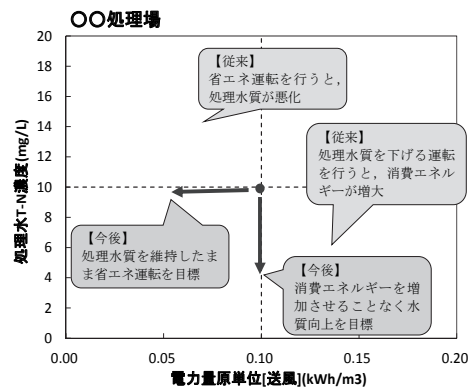 〇〇処理場
20
18
16
14
12
10
8
6
4
2
0
処理水T-N濃度(mg/L)
【従来】
省エネ運転を行うと，
処理水質が悪化
【従来】
処理水質を下げる運転
を行うと，消費エネル
ギーが増大
【今後】
処理水質を維持したま
ま省エネ運転を目標
【今後】
消費エネルギーを増
加させることなく水
質向上を目標
0.00 0.05 0.10 0.15 0.20
電力量原単位[送風](kWh/m3)